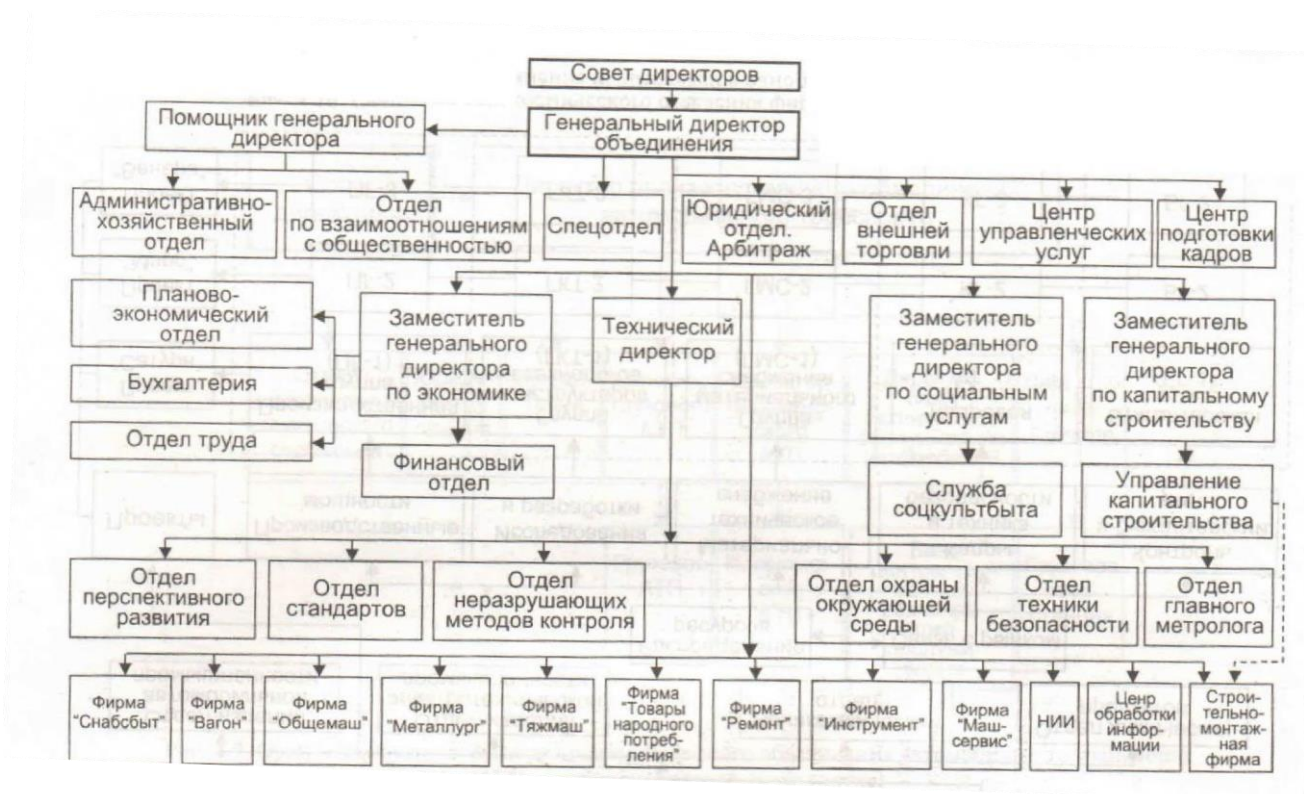 Совет директоров
Помощник генерального
директора
Генеральный директор
объединения
Административно-
хозяйственный
отдел
Отдел
по взаимоотношениям
с общественностью
Спецотдел
Юридический
отдел.
Арбитраж
Отдел
внешней
торговли
Центр
управленческих
услуг
Центр
подготовки
кадров
Планово-
экономический
отдел
Бухгалтерия
Отдел труда
Заместитель
генерального
директора
по экономике
Финансовый
отдел
Технический
директор
Заместитель
генерального
директора
по социальным
услугам
Заместитель
генерального
директора
по капитальному
строительству
Служба
соцкультбыта
Управление
капитального
строительства
Отдел
перспективного
развития
Отдел
стандартов
Отдел
неразрушающих
методов контроля
Отдел охраны
окружающей
среды
Отдел
техники
безопасности
Отдел
главного
метролога
Фирма
"Снабсбыт"
Фирма
"Вагон"
Фирма
"Общемаш"
Фирма
"Металлург"
Фирма
"Тяжмаш"
Фирма
"Товары
народного
потреб-
ления"
Фирма
"Ремонт"
Фирма
"Инструмент"
Фирма
"Маш-
сервис"
НИИ
Ценр
обработки
инфор-
мации
Строи-
тельно-
монтаж-
ная
фирма